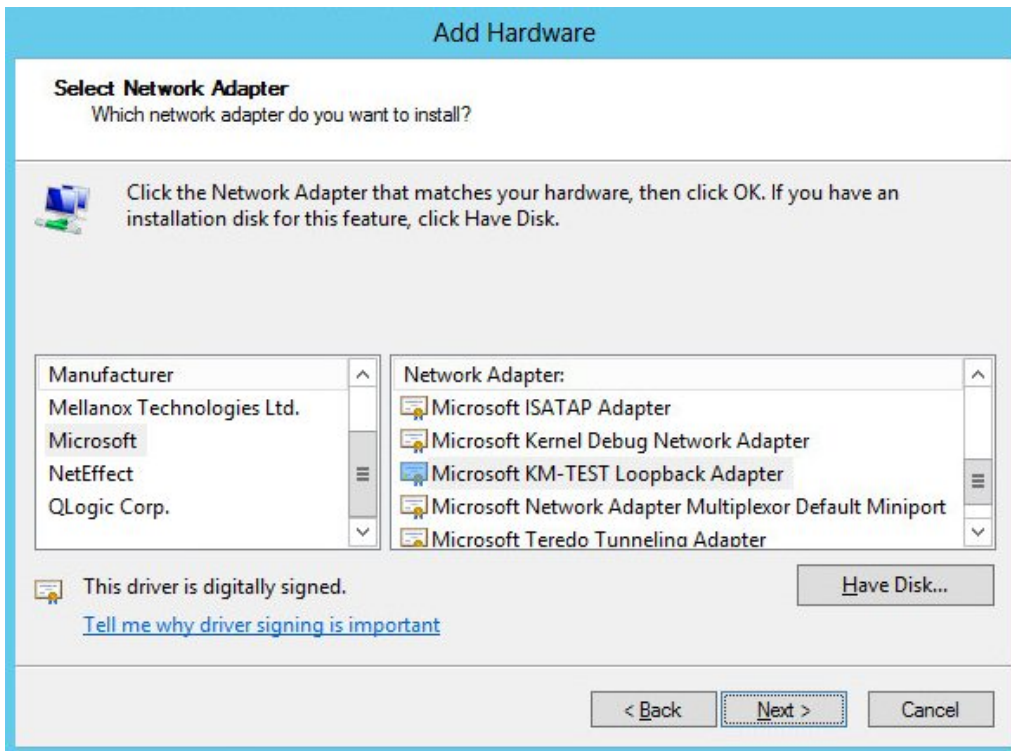 Add Hardware
Select Network Adapter
Which network adapter do you want to install?
Click the Network Adapter that matches your hardware, then click OK. If you have an
installation disk for this feature, click Have Disk.
Manufacturer
Mellanox Technologies Ltd.
Microsoft
NetEffect
QLogic Corp.
Network Adapter:
Microsoft ISATAP Adapter
Microsoft Kernel Debug Network Adapter
Microsoft KM-TEST Loopback Adapter
Microsoft Network Adapter Multiplexor Default Miniport
Microsoft Teredo Tunneling Adapter
This driver is digitally signed.
Tell me why driver signing is important
Have Disk...
< Back
Next >
Cancel